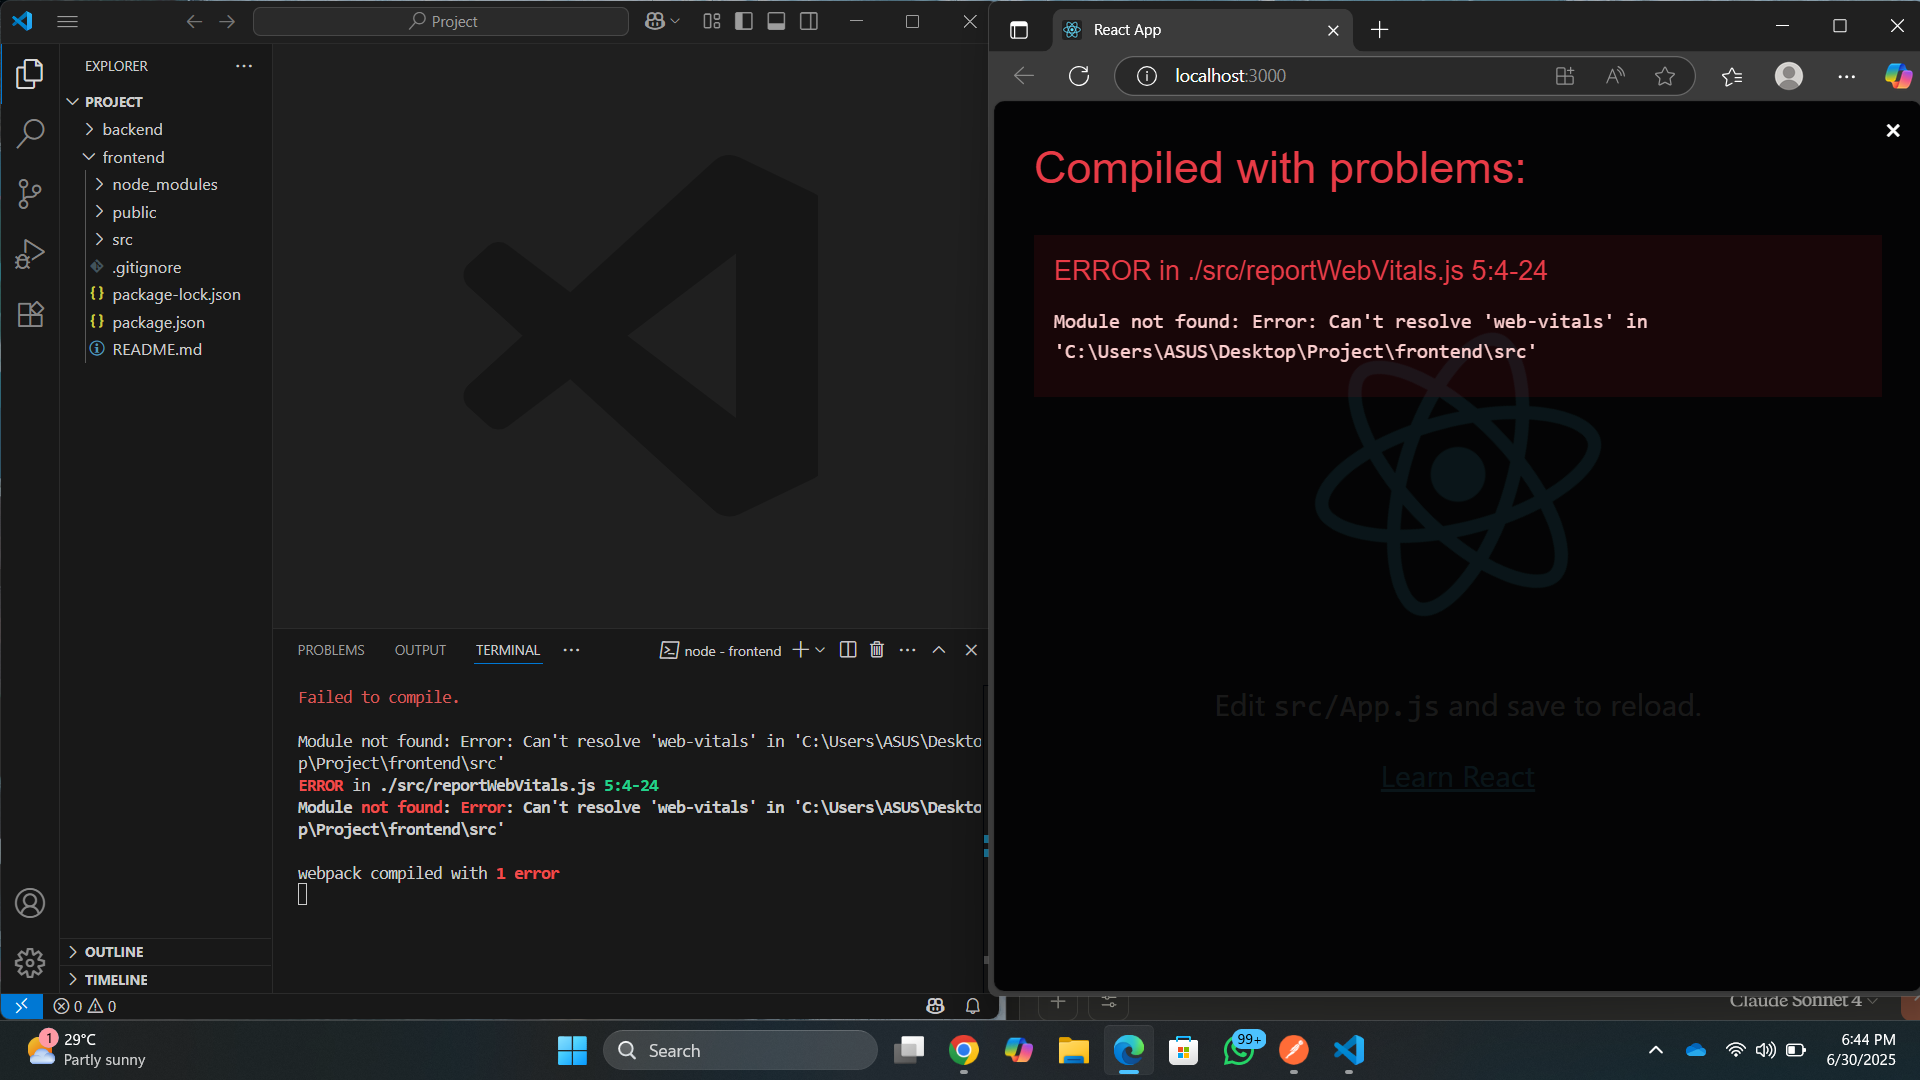 Project
EXPLORER
PROJECT
backend
frontend
node_modules
public
src
.gitignore
package-lock.json
package.json
README.md
OUTLINE
TIMELINE
PROBLEMS
OUTPUT
TERMINAL
node - frontend
Failed to compile.
Module not found: Error: Can't resolve 'web-vitals' in 'C:\Users\ASUS\Deskto
p\Project\frontend\src'
ERROR in ./src/reportWebVitals.js 5:4-24
Module not found: Error: Can't resolve 'web-vitals' in 'C:\Users\ASUS\Deskto
p\Project\frontend\src'
webpack compiled with 1 error
0 0
React App
localhost:3000
Compiled with problems:
ERROR in ./src/reportWebVitals.js 5:4-24
Module not found: Error: Can't resolve 'web-vitals' in
'C:\Users\ASUS\Desktop\Project\frontend\src'
Edit src/App.js and save to reload.
Learn React
Claude Sonnet 4
1
29°C
Partly sunny
Search
99+
6:44 PM
6/30/2025